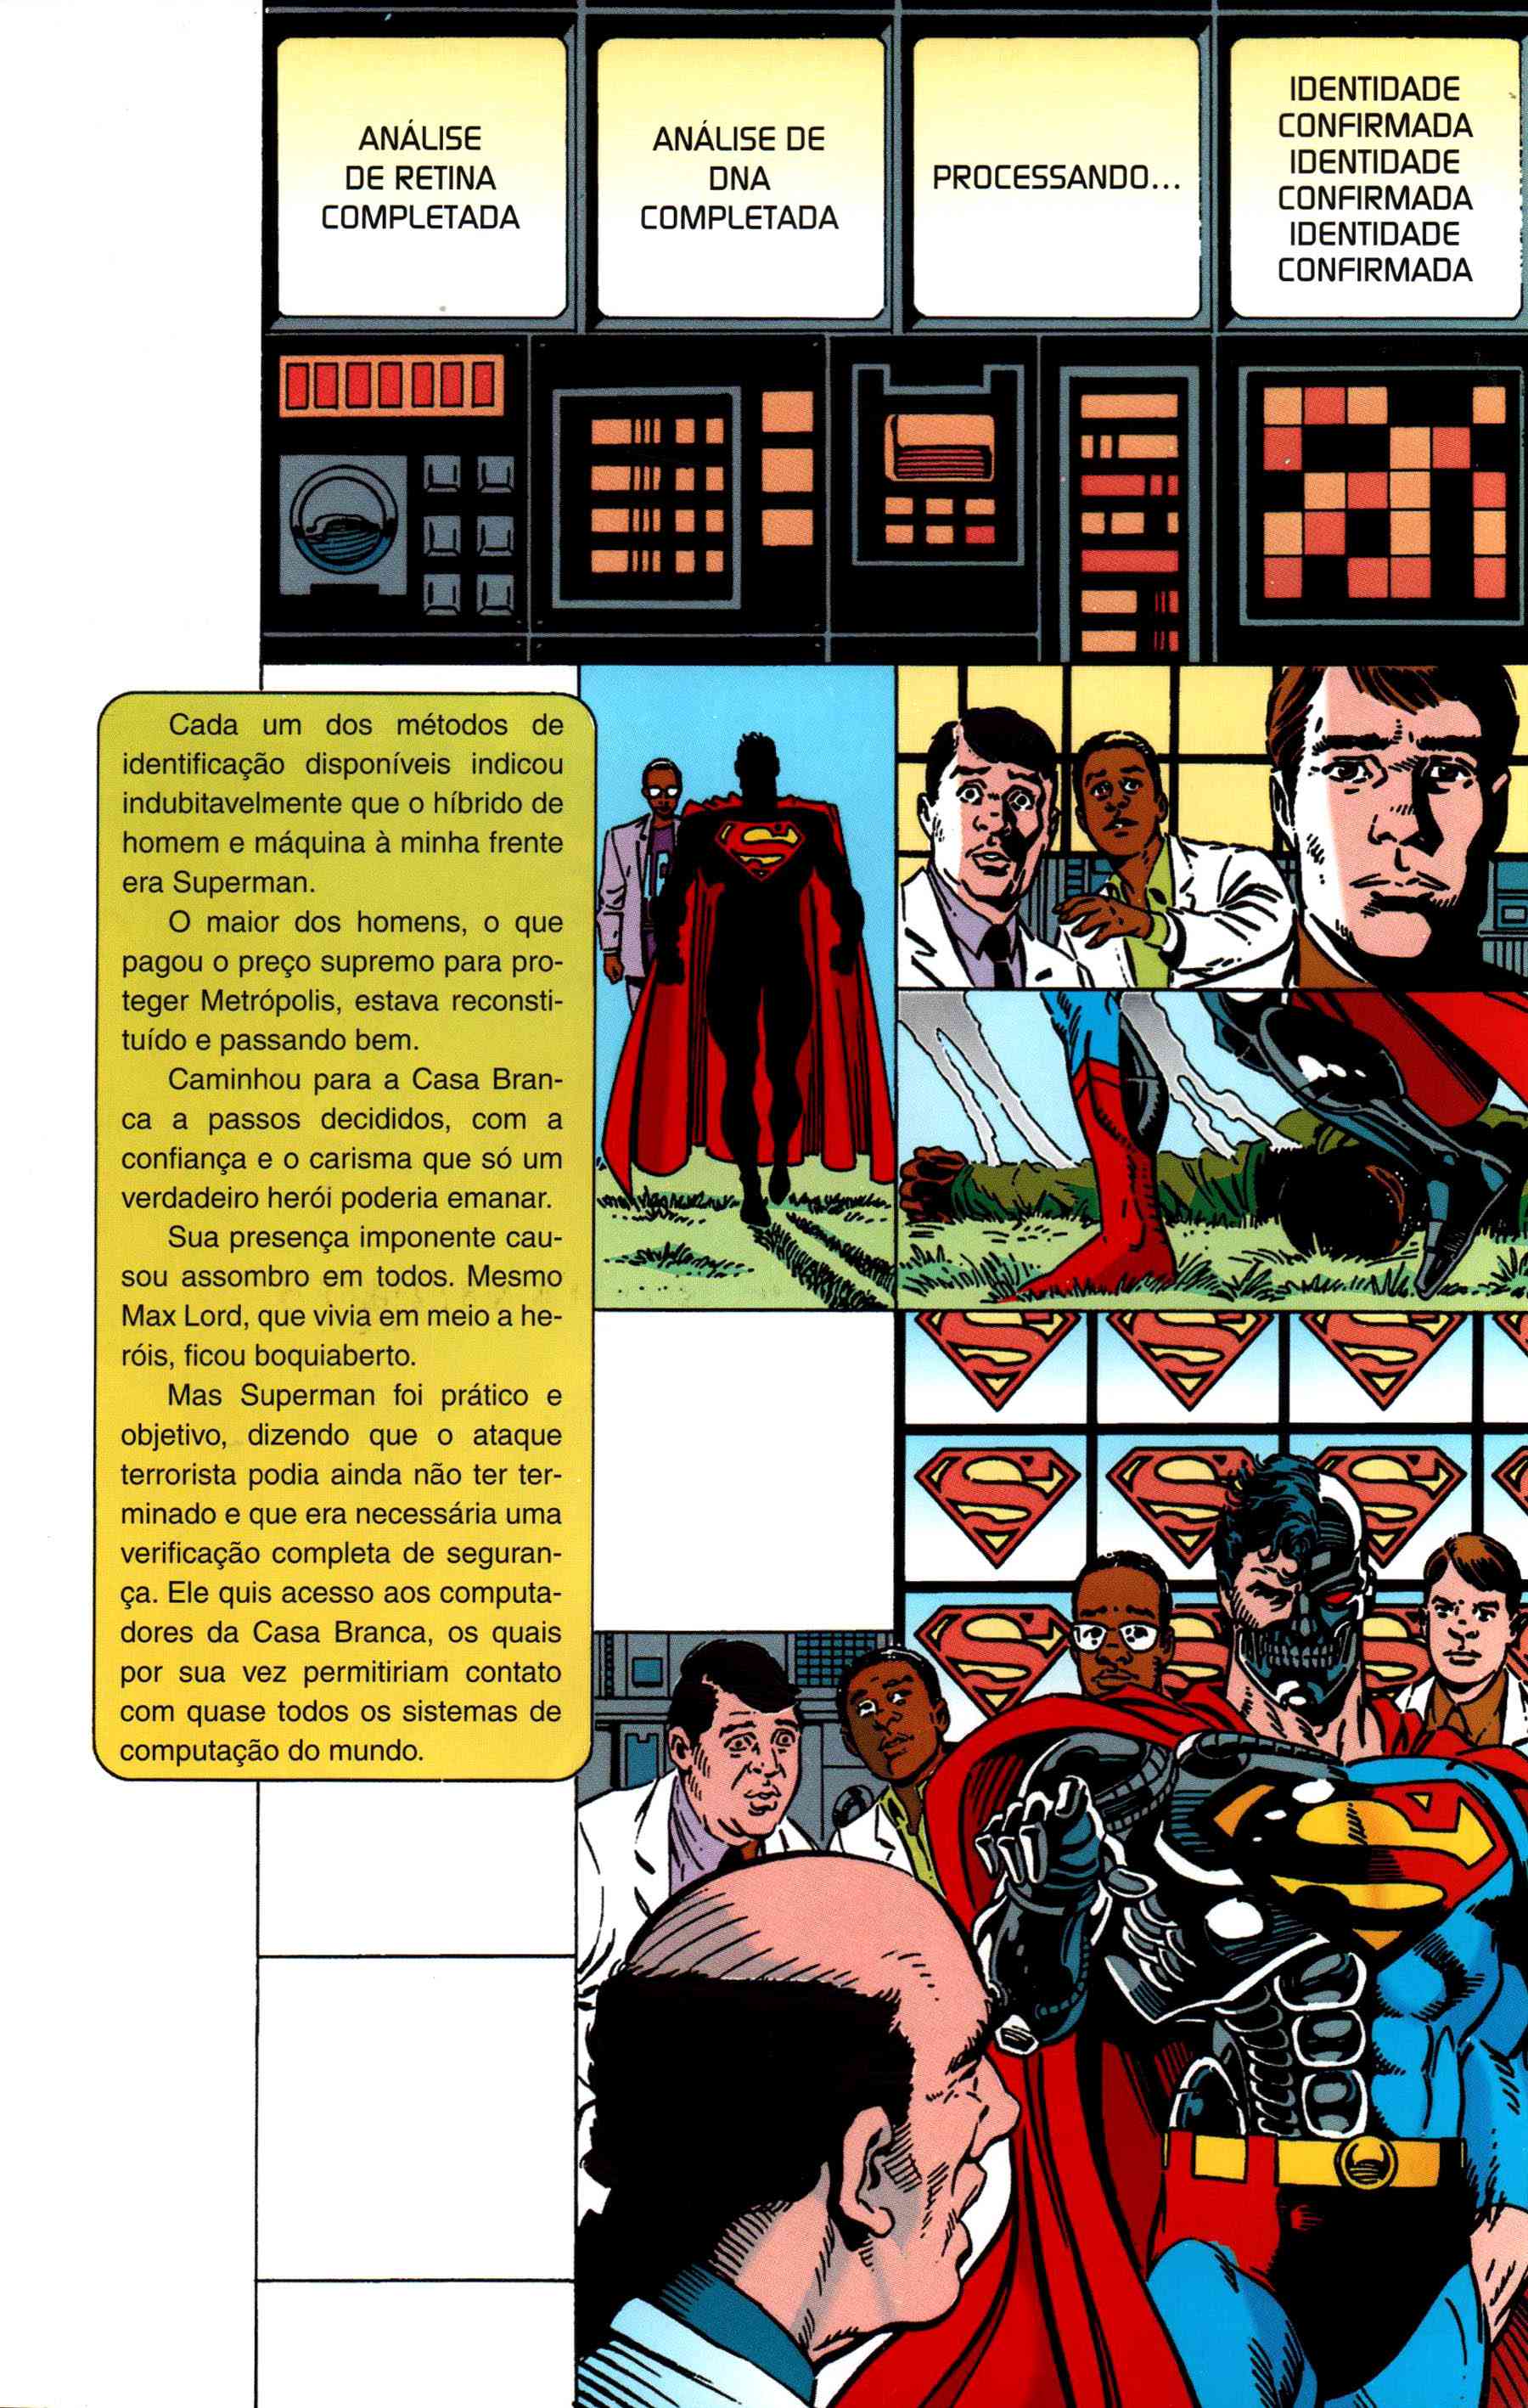 ANÁLISE
DE RETINA
COMPLETADA
ANÁLISE DE
DNA
COMPLETADA
PROCESSANDO...
IDENTIDADE
CONFIRMADA
IDENTIDADE
CONFIRMADA
IDENTIDADE
CONFIRMADA
Cada um dos métodos de
identificação disponíveis indicou
indubitavelmente que o híbrido de
homem e máquina à minha frente
era Superman.
O maior dos homens, o que
pagou o preço supremo para pro-
teger Metrópolis, estava reconsti-
tuído e passando bem.
Caminhou para a Casa Bran-
ca a passos decididos, com a
confiança e o carisma que só um
verdadeiro herói poderia emanar.
Sua presença imponente cau-
sou assombro em todos. Mesmo
Max Lord, que vivia em meio a he-
róis, ficou boquiaberto.
Mas Superman foi prático e
objetivo, dizendo que o ataque
terrorista podia ainda não ter ter-
minado e que era necessária uma
verificação completa de seguran-
ça. Ele quis acesso aos computa-
dores da Casa Branca, os quais
por sua vez permitiriam contato
com quase todos os sistemas de
computação do mundo.